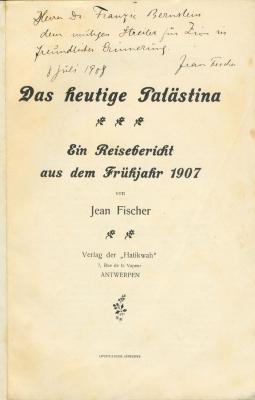 Herrn Dr. Franz Bernstein
dem mutigen Streiter für Zion in
freundlicher Erinnerung.
8 Juli 1908
Jean Fischer
Das heutige Palästina
Ein Reisebericht
aus dem Frühjahr 1907
von
Jean Fischer
Verlag der „Hatikwah"
7, Rue de la Vapeur
ANTWERPEN